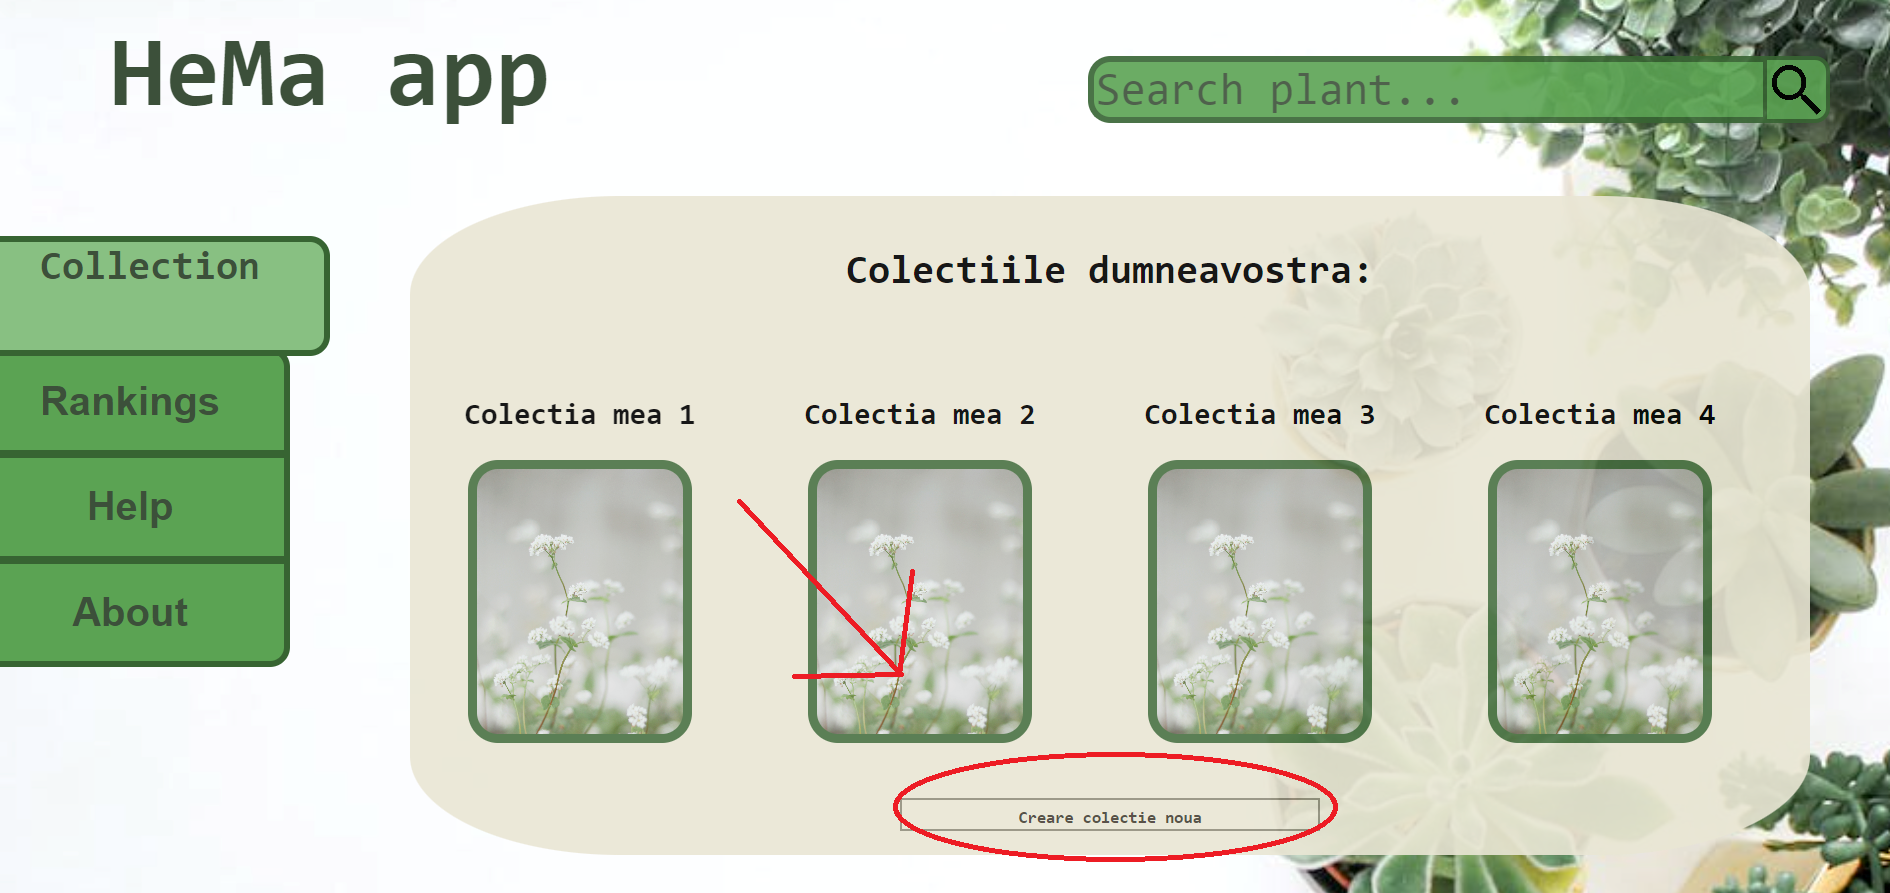 HeMa app
Search plant...
Collection
Rankings
Help
About
Colectiile dumneavostra:
Colectia mea 1
Colectia mea 2
Colectia mea 3
Colectia mea 4
Creare colectie noua